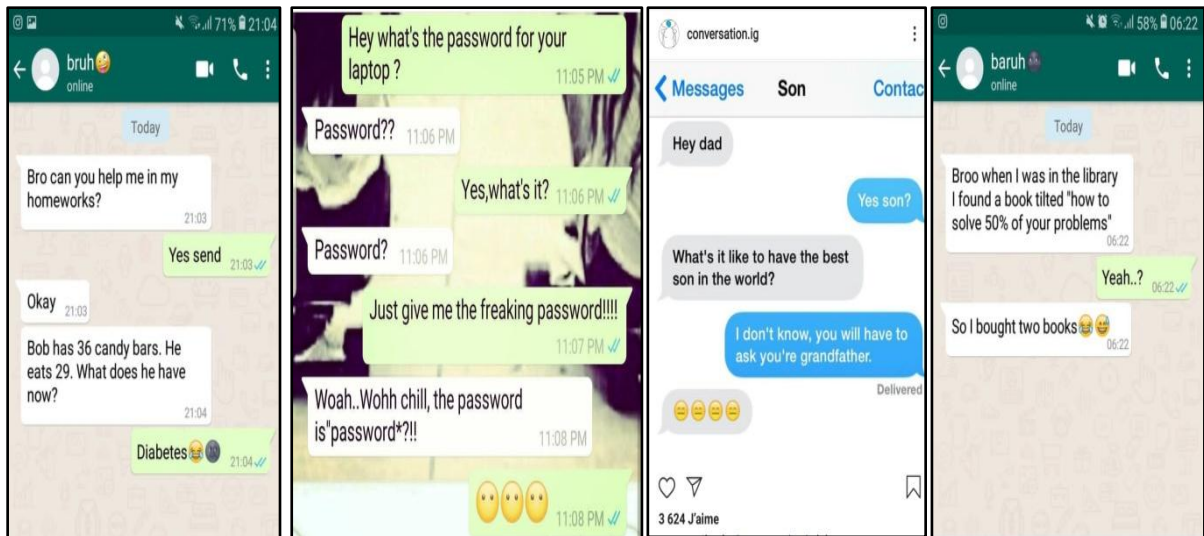 71% 21:04
bruh🤪
online
Today
Bro can you help me in my
homeworks?
21:03
Yes send 21:03
Okay 21:03
Bob has 36 candy bars. He
eats 29. What does he have
now?
21:04
Diabetes😂🌚 21:04
Hey what's the password for your
laptop ?
11:05 PM
Password?? 11:06 PM
Yes,what's it? 11:06 PM
Password? 11:06 PM
Just give me the freaking password!!!!
11:07 PM
Woah..Wohh chill, the password
is"password*?!!
11:08 PM
😶😶😶
11:08 PM
conversation.ig
Messages Son Contac
Hey dad
Yes son?
What's it like to have the best
son in the world?
I don't know, you will have to
ask you're grandfather.
Delivered
😑😑😑😑
3 624 J'aime
58% 06:22
baruh🌚
online
Today
Broo when I was in the library
I found a book tilted "how to
solve 50% of your problems"
06:22
Yeah..? 06:22
So I bought two books😂😅
06:22